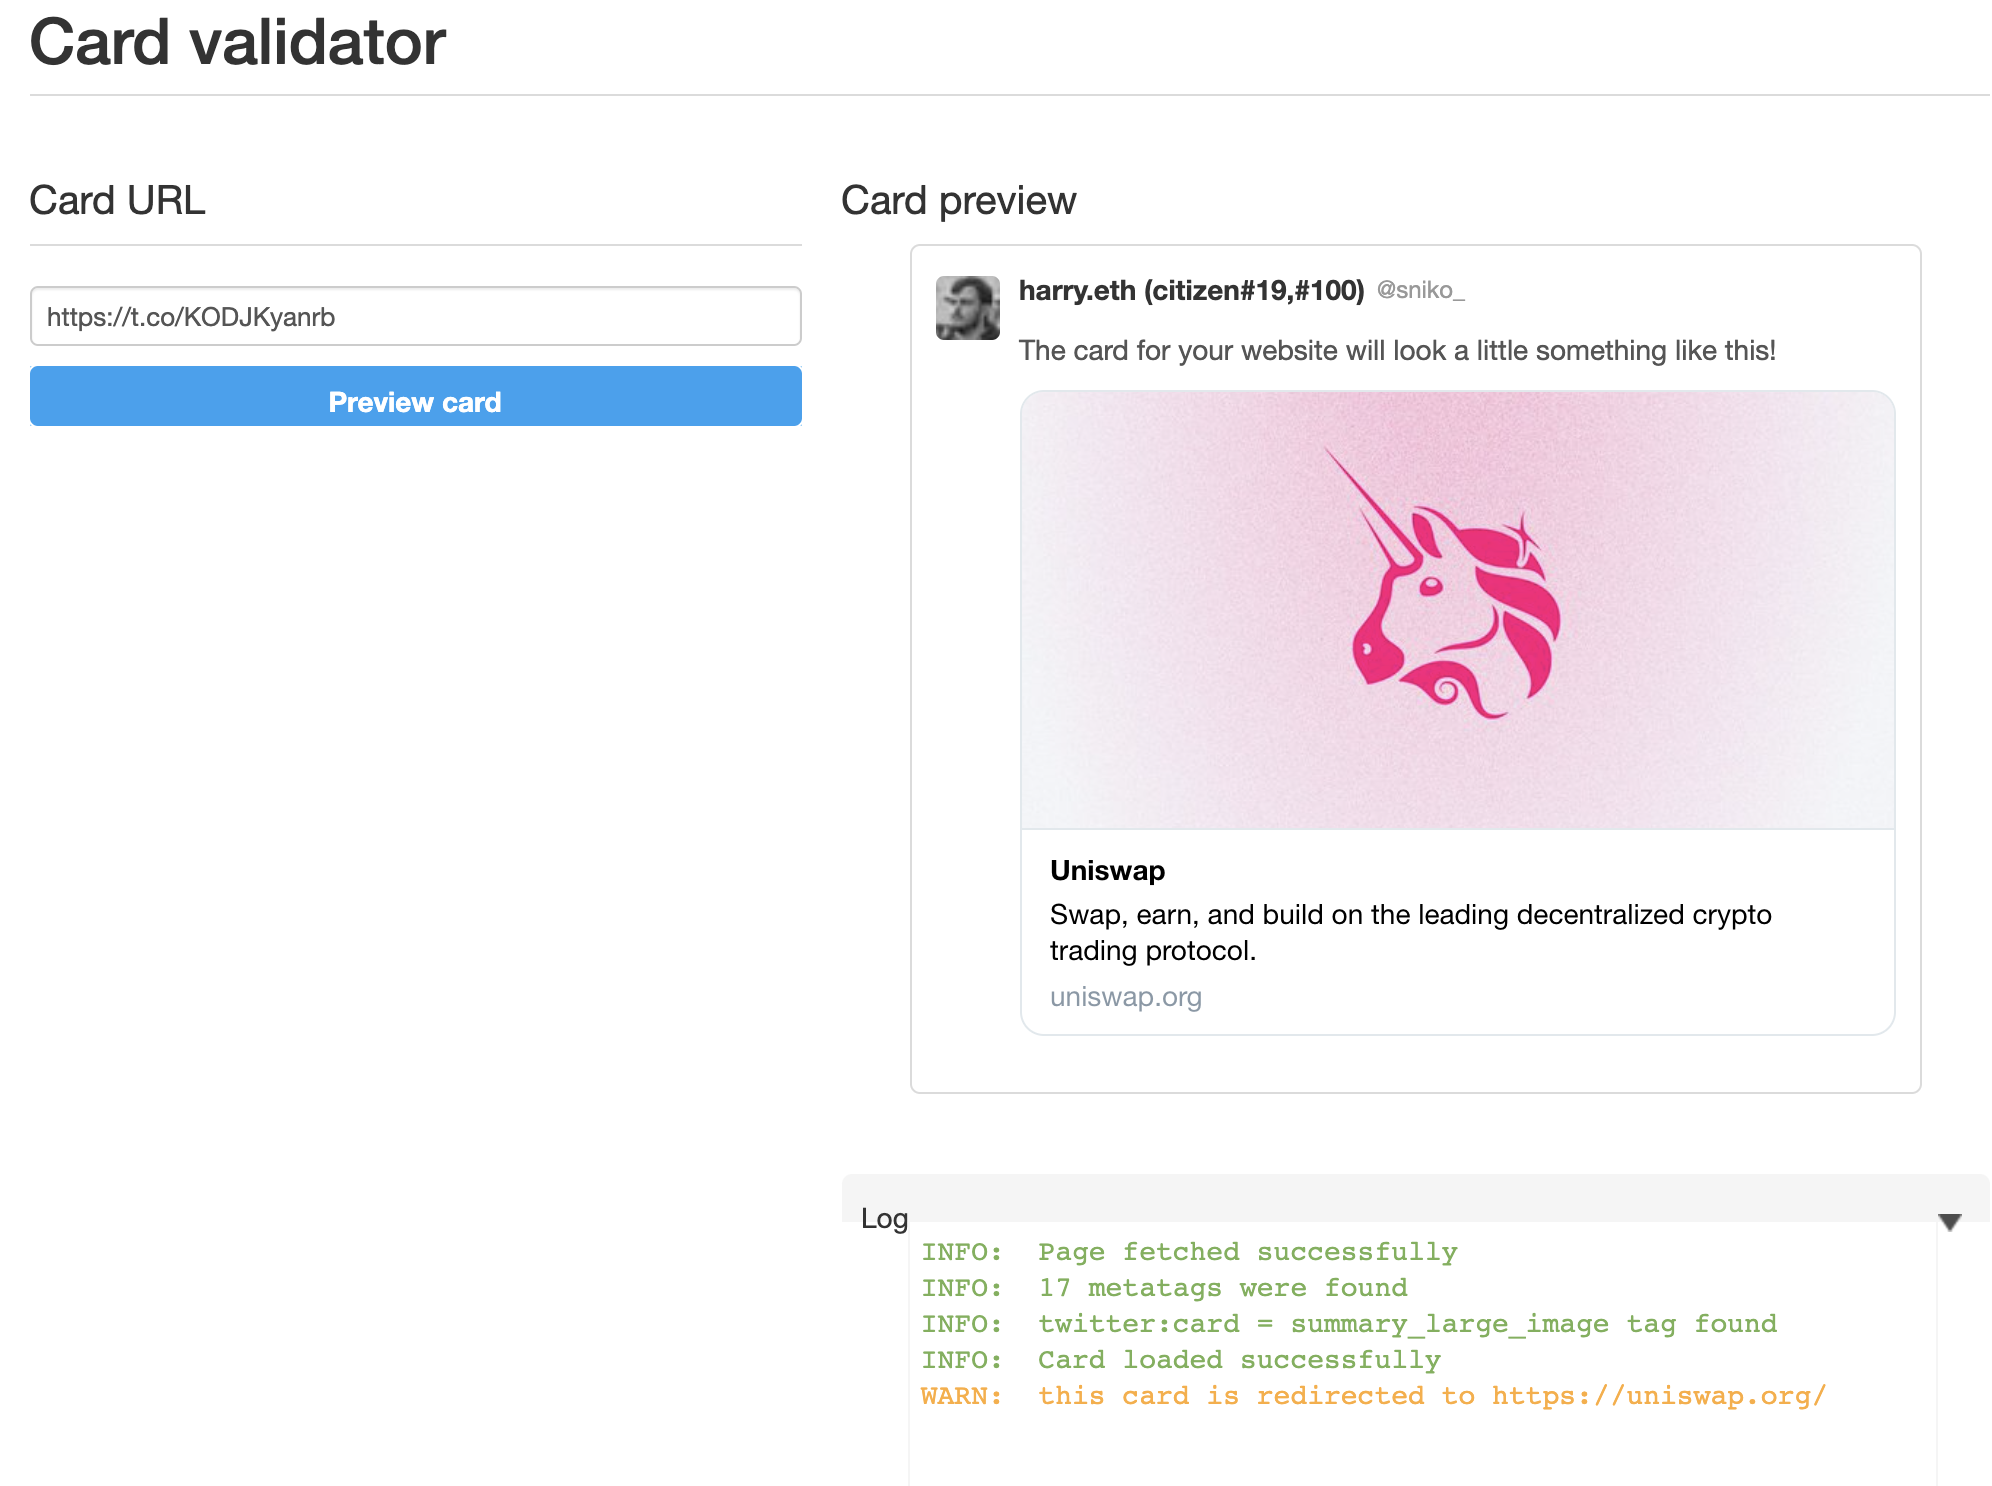 Card validator
Card URL
https://t.co/KODJKyanrb
Preview card
Card preview
harry.eth (citizen#19,#100) @sniko_
The card for your website will look a little something like this!
Uniswap
Swap, earn, and build on the leading decentralized crypto
trading protocol.
uniswap.org
Log
INFO: Page fetched successfully
INFO: 17 metatags were found
INFO: twitter:card = summary_large_image tag found
INFO: Card loaded successfully
WARN: this card is redirected to https://uniswap.org/